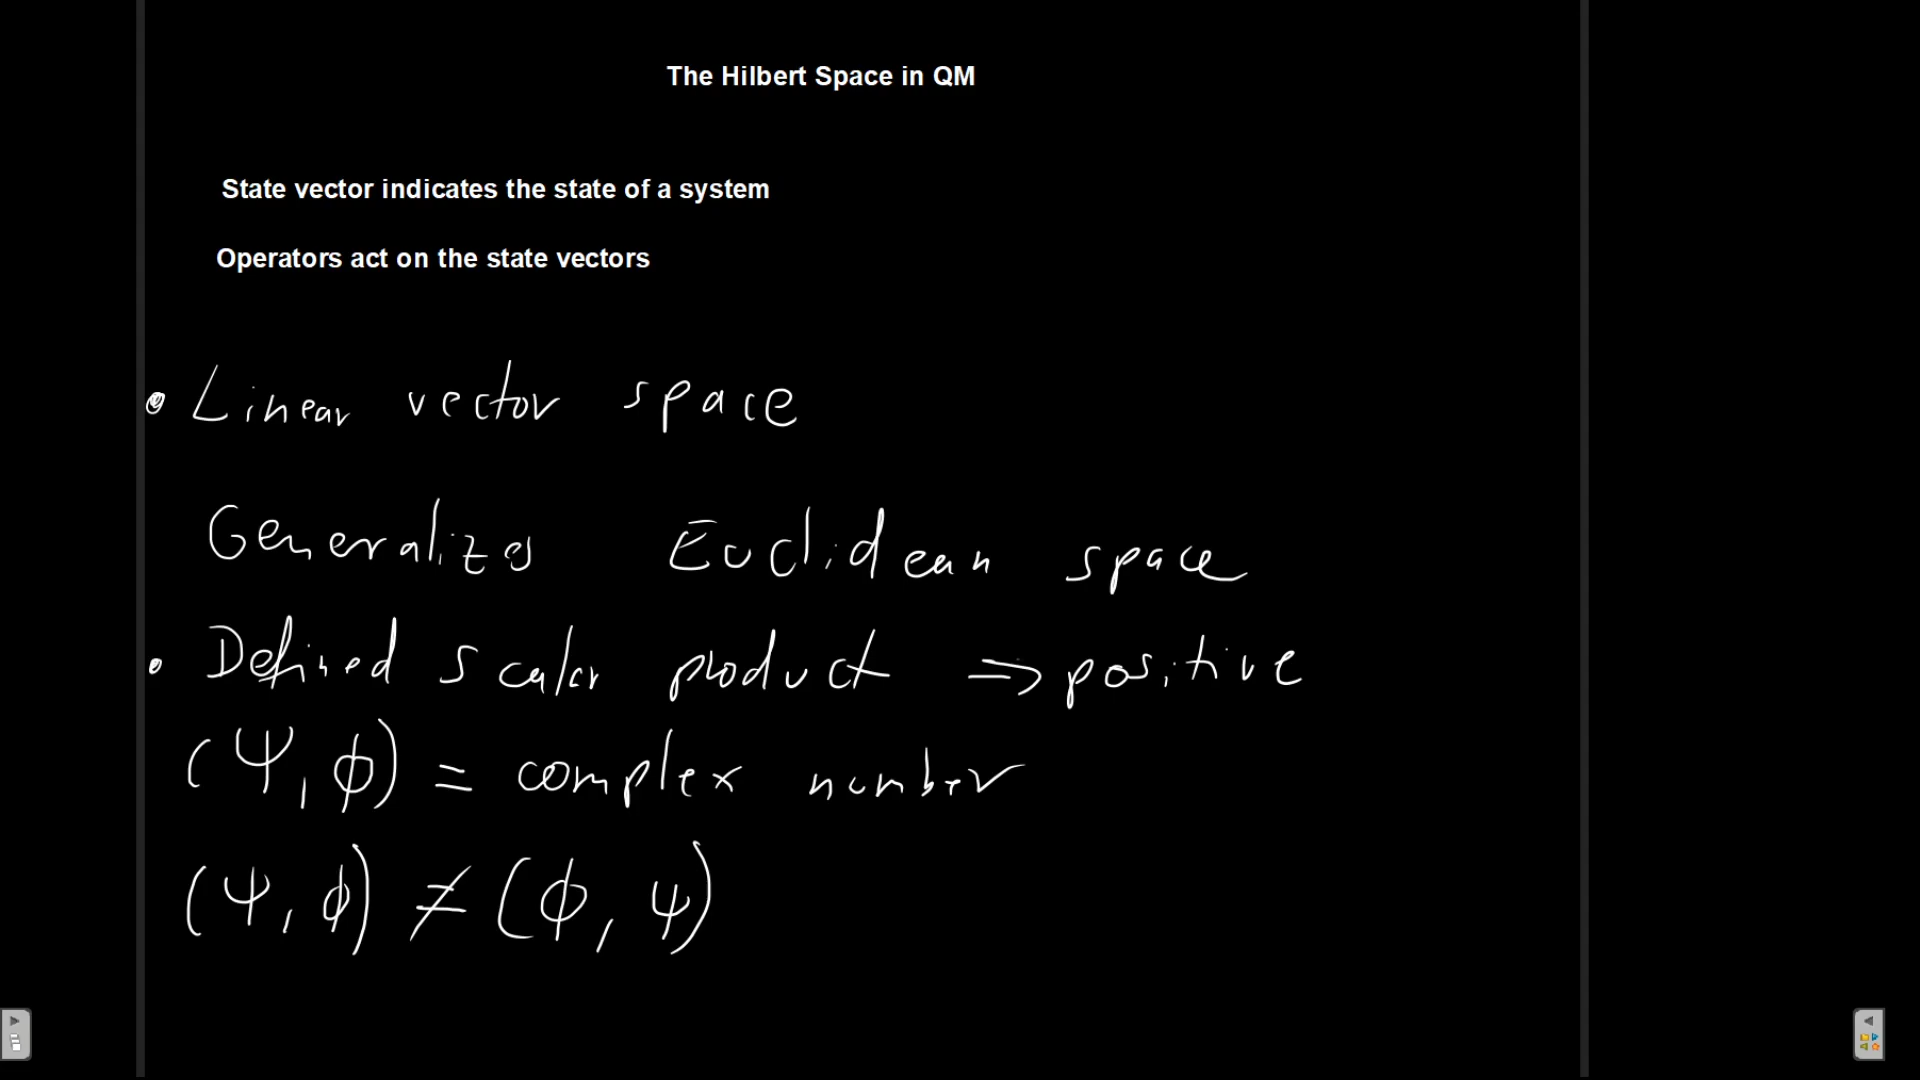 The Hilbert Space in QM
State vector indicates the state of a system
Operators act on the state vectors
• Linear vector space
Generalizes Euclidean space
• Defined scalar product ⇒ positive
(Ψ, ϕ) = complex number
(Ψ, ϕ) ≠ (ϕ, Ψ)